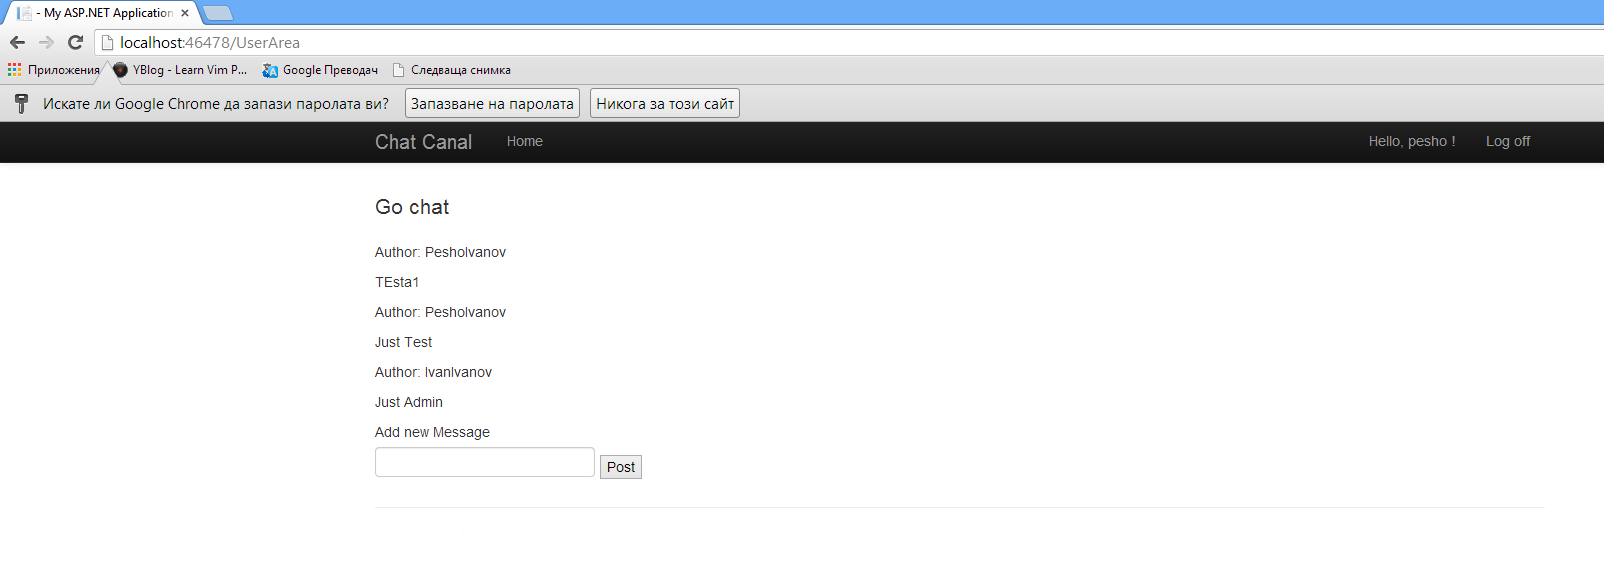 - My ASP.NET Application
localhost:46478/UserArea
Приложения YBlog - Learn Vim P... Google Преводач Следваща снимка
Искате ли Google Chrome да запази паролата ви? Запазване на паролата Никога за този сайт
Chat Canal Home Hello, pesho ! Log off
Go chat
Author: PeshoIvanov
TEsta1
Author: PeshoIvanov
Just Test
Author: IvanIvanov
Just Admin
Add new Message
Post